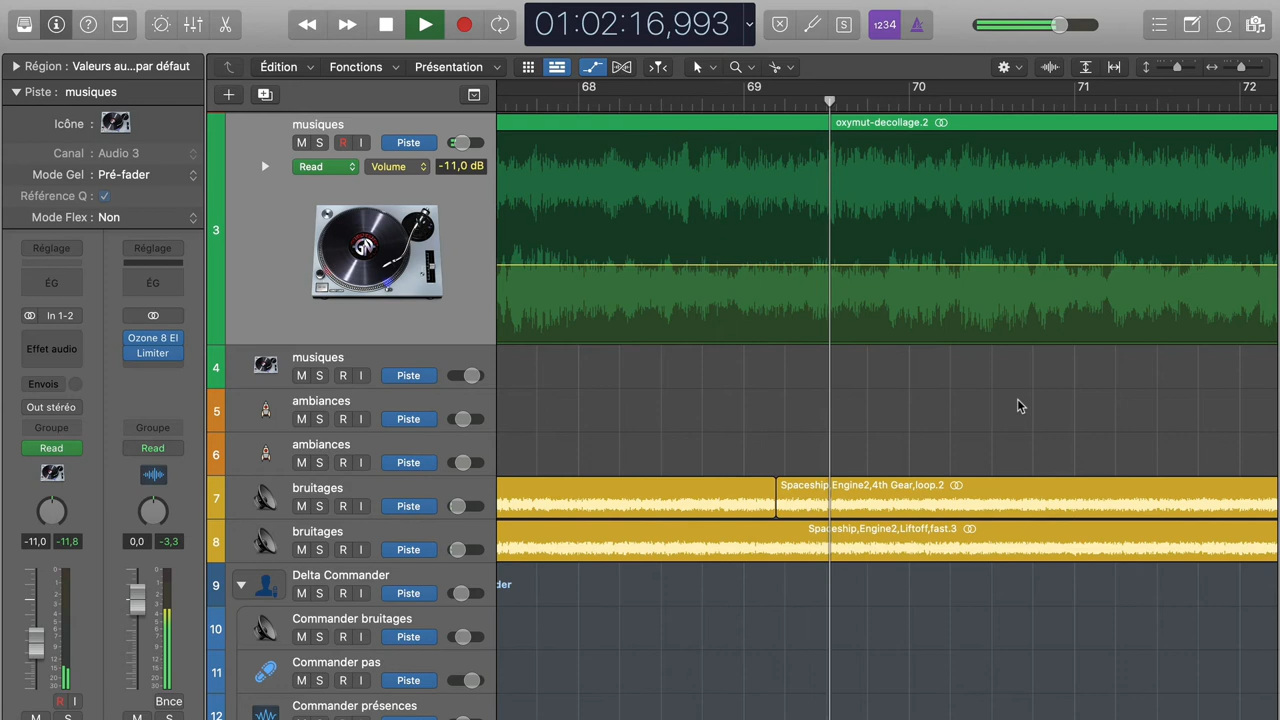 01:02:16,993
1234
Région: Valeurs au...par défaut
Édition
Fonctions
Présentation
Piste : musiques
68
69
70
71
72
Icône :
Canal : Audio 3
Mode Gel : Pré-fader
Référence Q :
Mode Flex : Non
Réglage
Réglage
ÉG
ÉG
In 1-2
Effet audio
Ozone 8 El
Limiter
Envois
Out stéréo
Groupe
Groupe
Read
Read
-11,0
-11,8
0,0
-3,3
R
I
Bnce
M
S
M
S
3
musiques
M S R I Piste
Read
Volume
-11,0 dB
oxymut-decollage.2
4
musiques
M S R I Piste
5
ambiances
M S R I Piste
6
ambiances
M S R I Piste
7
bruitages
M S R I Piste
Spaceship,Engine2,4th Gear,loop.2
8
bruitages
M S R I Piste
Spaceship,Engine2,Liftoff,fast.3
9
Delta Commander
M S R I Piste
der
10
Commander bruitages
M S R I Piste
11
Commander pas
M S R I Piste
12
Commander présences